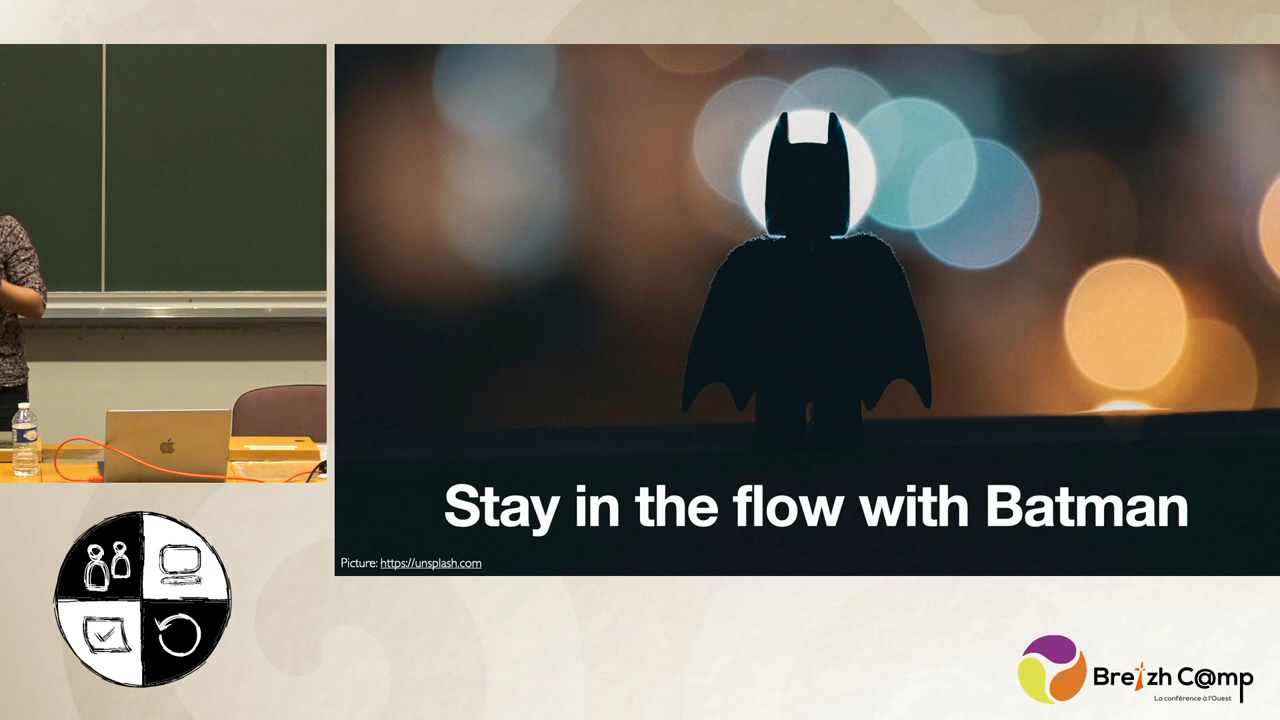 Stay in the flow with Batman
Picture: https://unsplash.com
Breizh C@mp
La conférence à l'Ouest